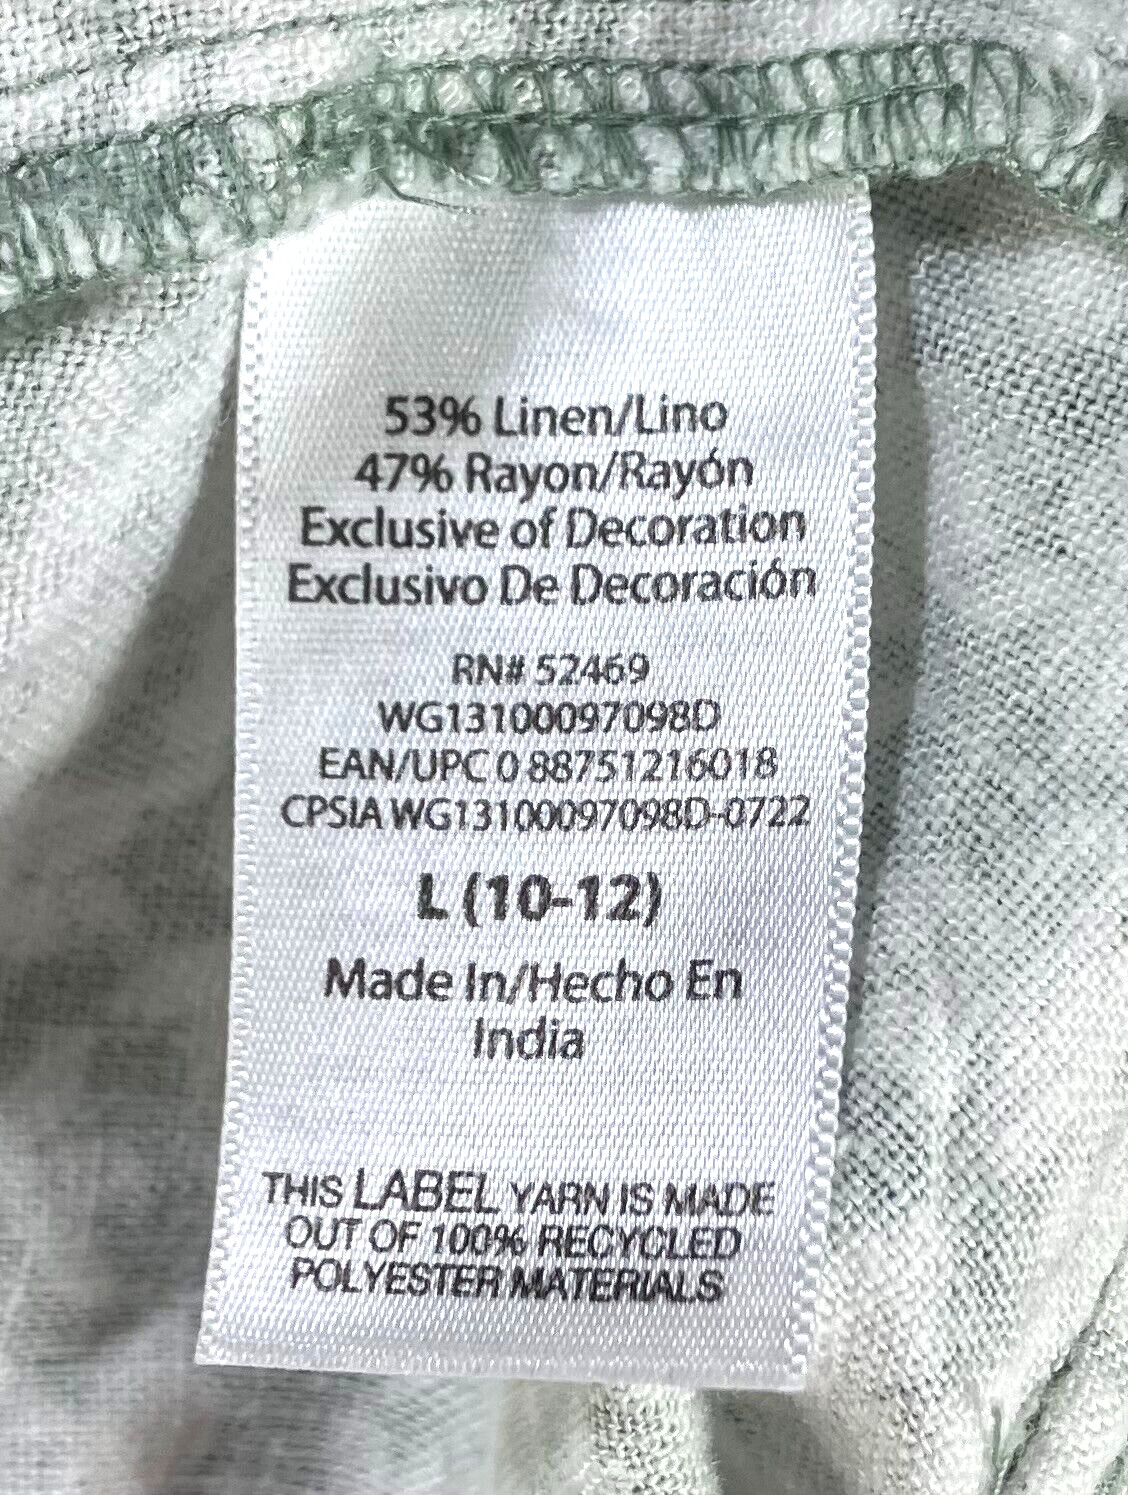 53% Linen/Lino
47% Rayon/Rayón
Exclusive of Decoration
Exclusivo De Decoración
RN# 52469
WG13100097098D
EAN/UPC 0 88751216018
CPSIA WG13100097098D-0722
L (10-12)
Made In/Hecho En
India
THIS LABEL YARN IS MADE
OUT OF 100% RECYCLED
POLYESTER MATERIALS